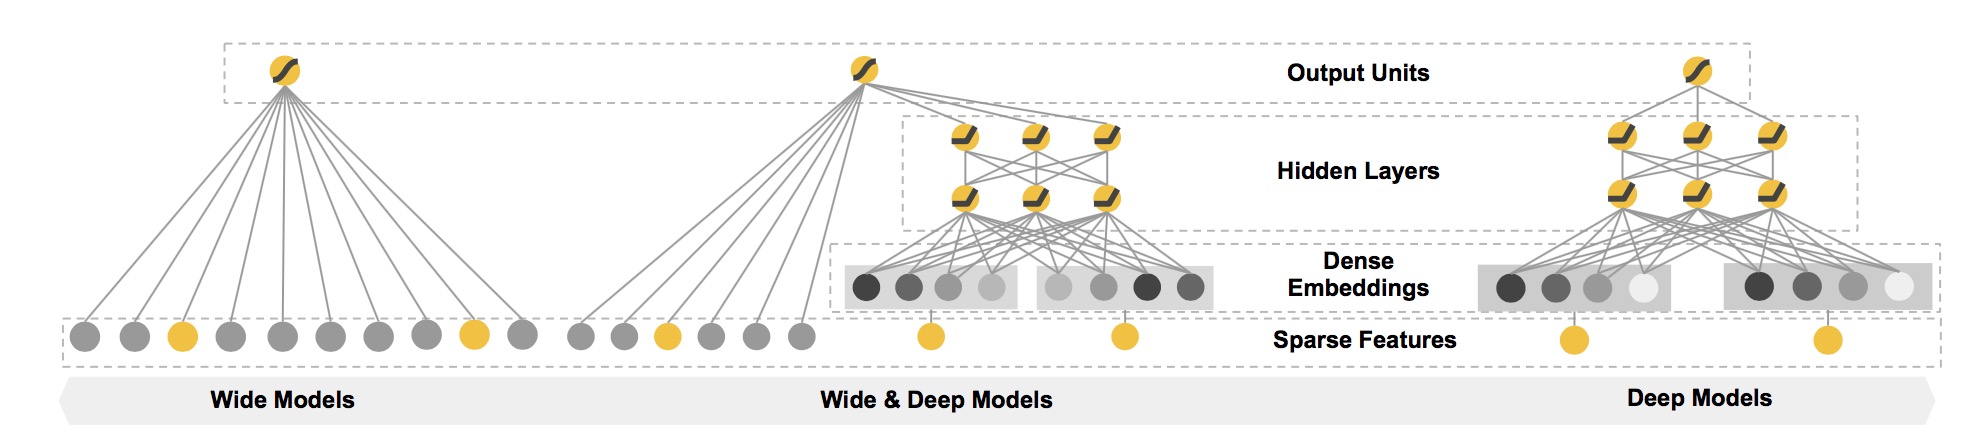 Output Units
Hidden Layers
Dense
Embeddings
Sparse Features
Wide Models
Wide & Deep Models
Deep Models